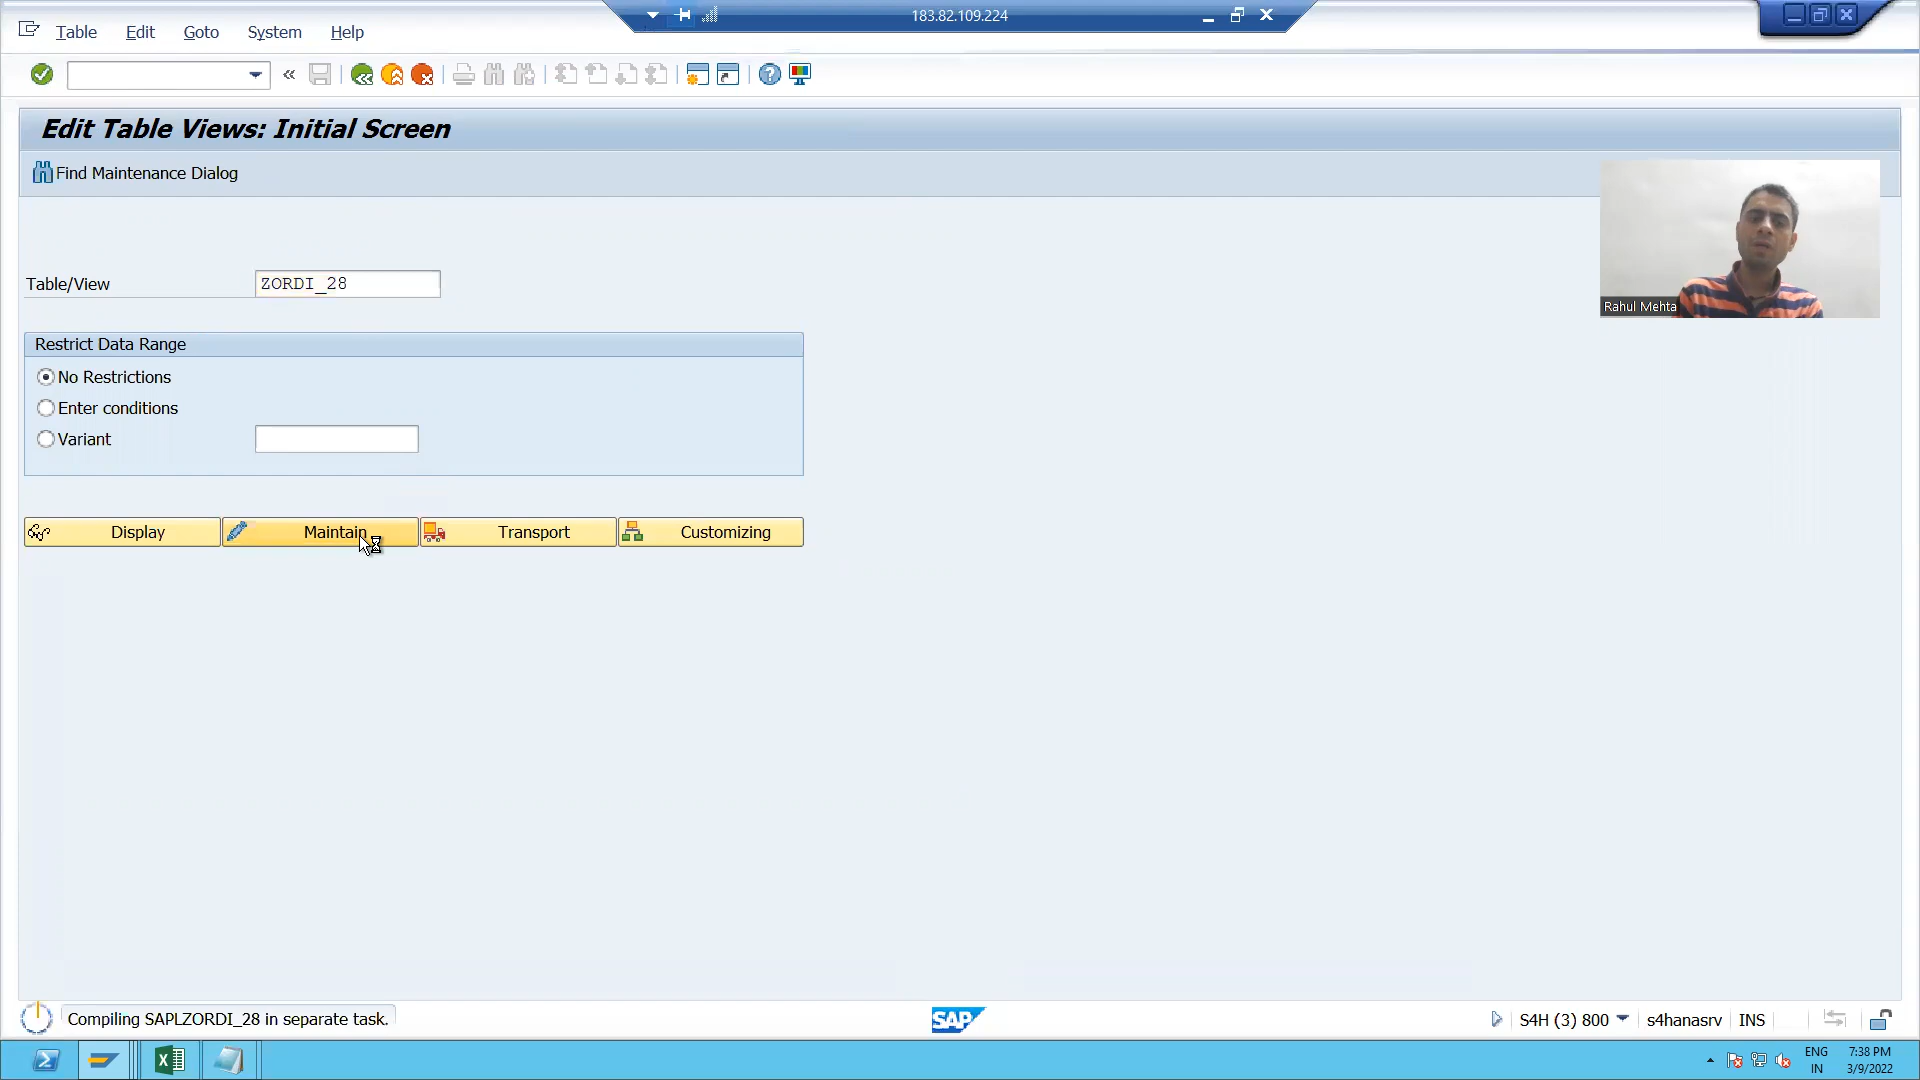 183.82.109.224
Table Edit Goto System Help
Edit Table Views: Initial Screen
Find Maintenance Dialog
Rahul Mehta
Table/View ZORDI_28
Restrict Data Range
No Restrictions
Enter conditions
Variant
Display Maintain Transport Customizing
Compiling SAPLZORDI_28 in separate task.
SAP
S4H (3) 800 s4hanasrv INS
ENG 7:38 PM
IN 3/9/2022